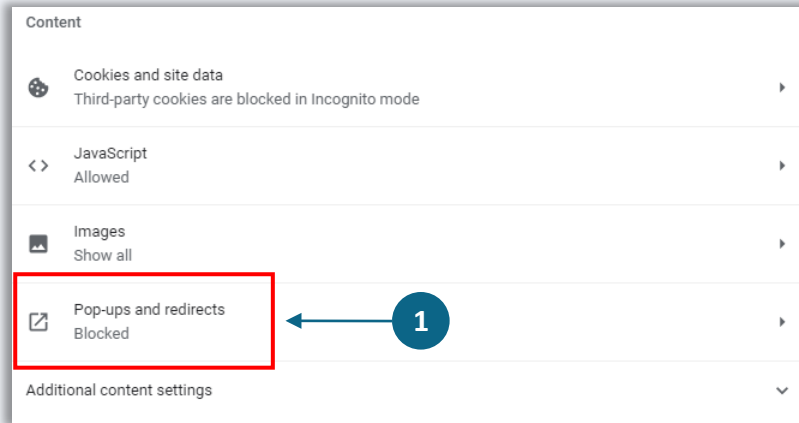 Content
Cookies and site data
Third-party cookies are blocked in Incognito mode
JavaScript
Allowed
Images
Show all
Pop-ups and redirects
Blocked
1
Additional content settings